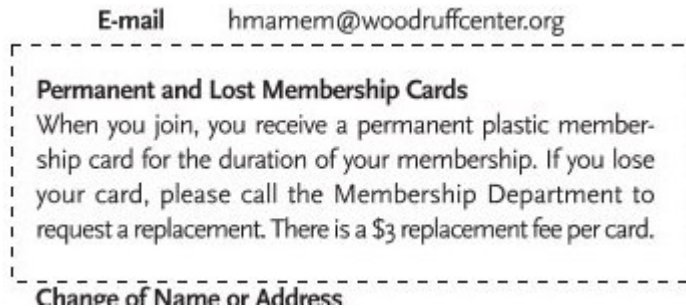 E-mail hmamem@woodruffcenter.org
Permanent and Lost Membership Cards
When you join, you receive a permanent plastic member-
ship card for the duration of your membership. If you lose
your card, please call the Membership Department to
request a replacement. There is a $3 replacement fee per card.
Change of Name or Address